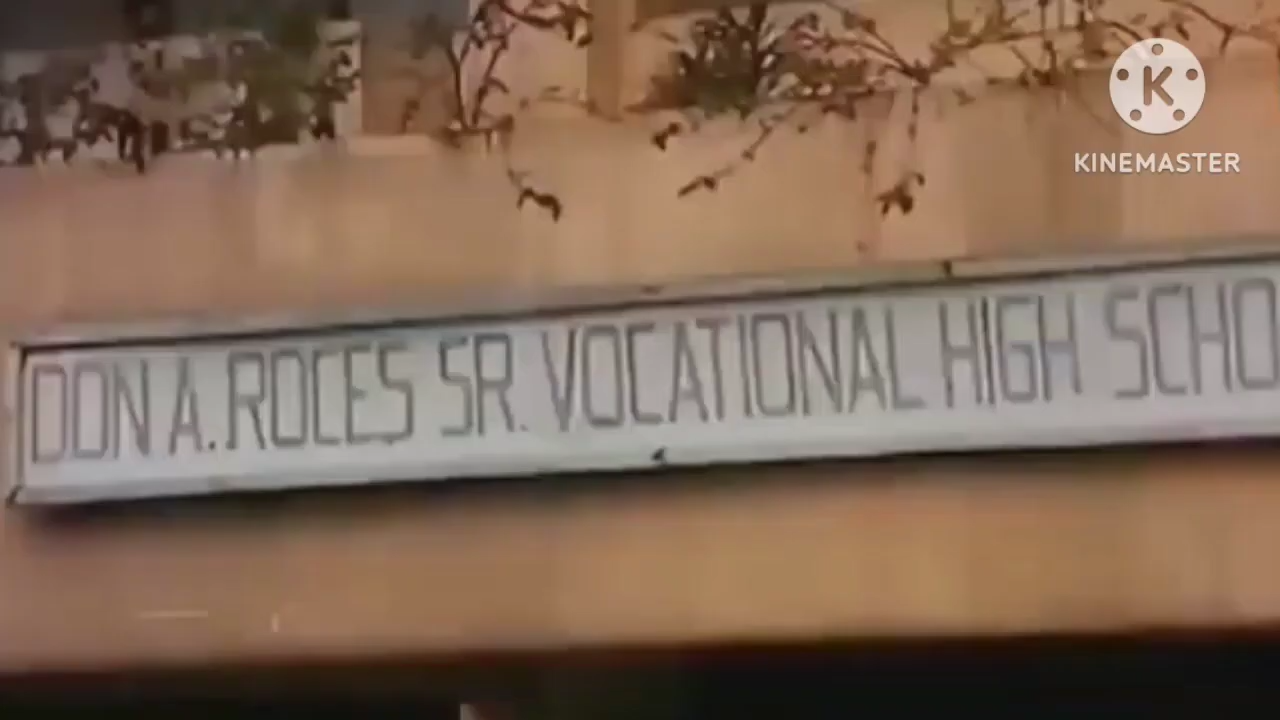 K
KINEMASTER
DON A. ROCES SR. VOCATIONAL HIGH SCHO